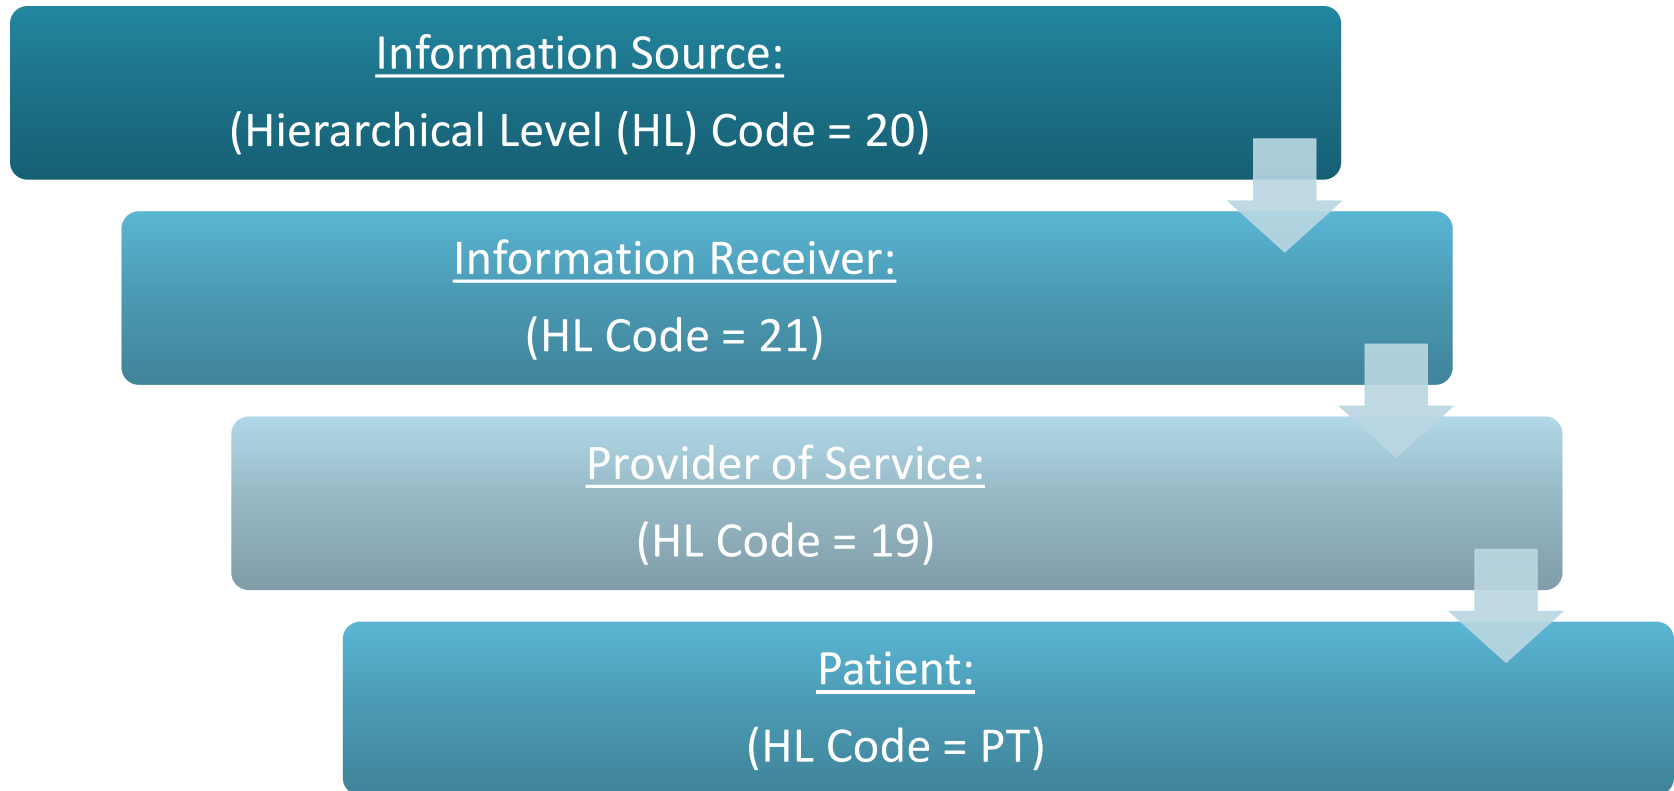 Information Source:
(Hierarchical Level (HL) Code = 20)
Information Receiver:
(HL Code = 21)
Provider of Service:
(HL Code = 19)
Patient:
(HL Code = PT)